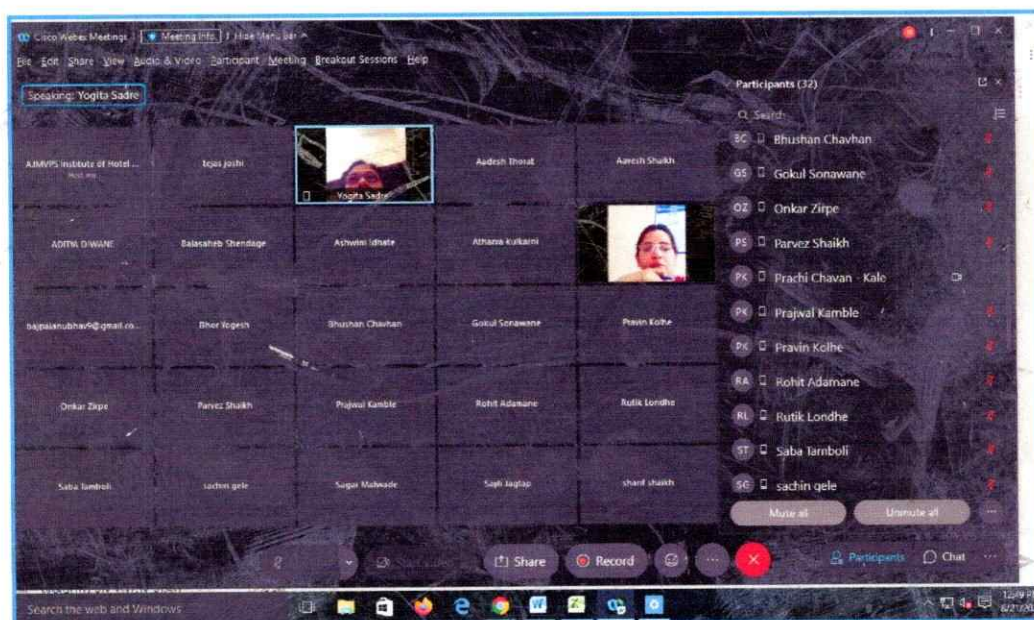 Cisco Webex Meetings Meeting Info Hide Menu Bar
File Edit Share View Audio & Video Participant Meeting Breakout Sessions Help
Speaking: Yogita Sadre
AJMVPS Institute of Hotel ...
tejas joshi
Yogita Sadre
Aadesh Thorat
Aaresh Shaikh
ADITYA DIWANE
Balasaheb Shendage
Ashwini Idhate
Atharva kulkarni
bajpaianubhav9@gmail.co...
Bhor Yogesh
Bhushan Chavhan
Gokul Sonawane
Pravin Kolhe
Onkar Zirpe
Parvez Shaikh
Prajwal Kamble
Rohit Adamane
Rutik Londhe
Saba Tamboli
sachin gele
Sagar Malwade
Sajli Jagtap
sharif shaikh
Participants (32)
Search
BC Bhushan Chavhan
GS Gokul Sonawane
OZ Onkar Zirpe
PS Parvez Shaikh
PK Prachi Chavan - Kale
PK Prajwal Kamble
PK Pravin Kolhe
RA Rohit Adamane
RL Rutik Londhe
ST Saba Tamboli
SG sachin gele
Mute all Unmute all
Share Record
Participants Chat
Search the web and Windows
12:49